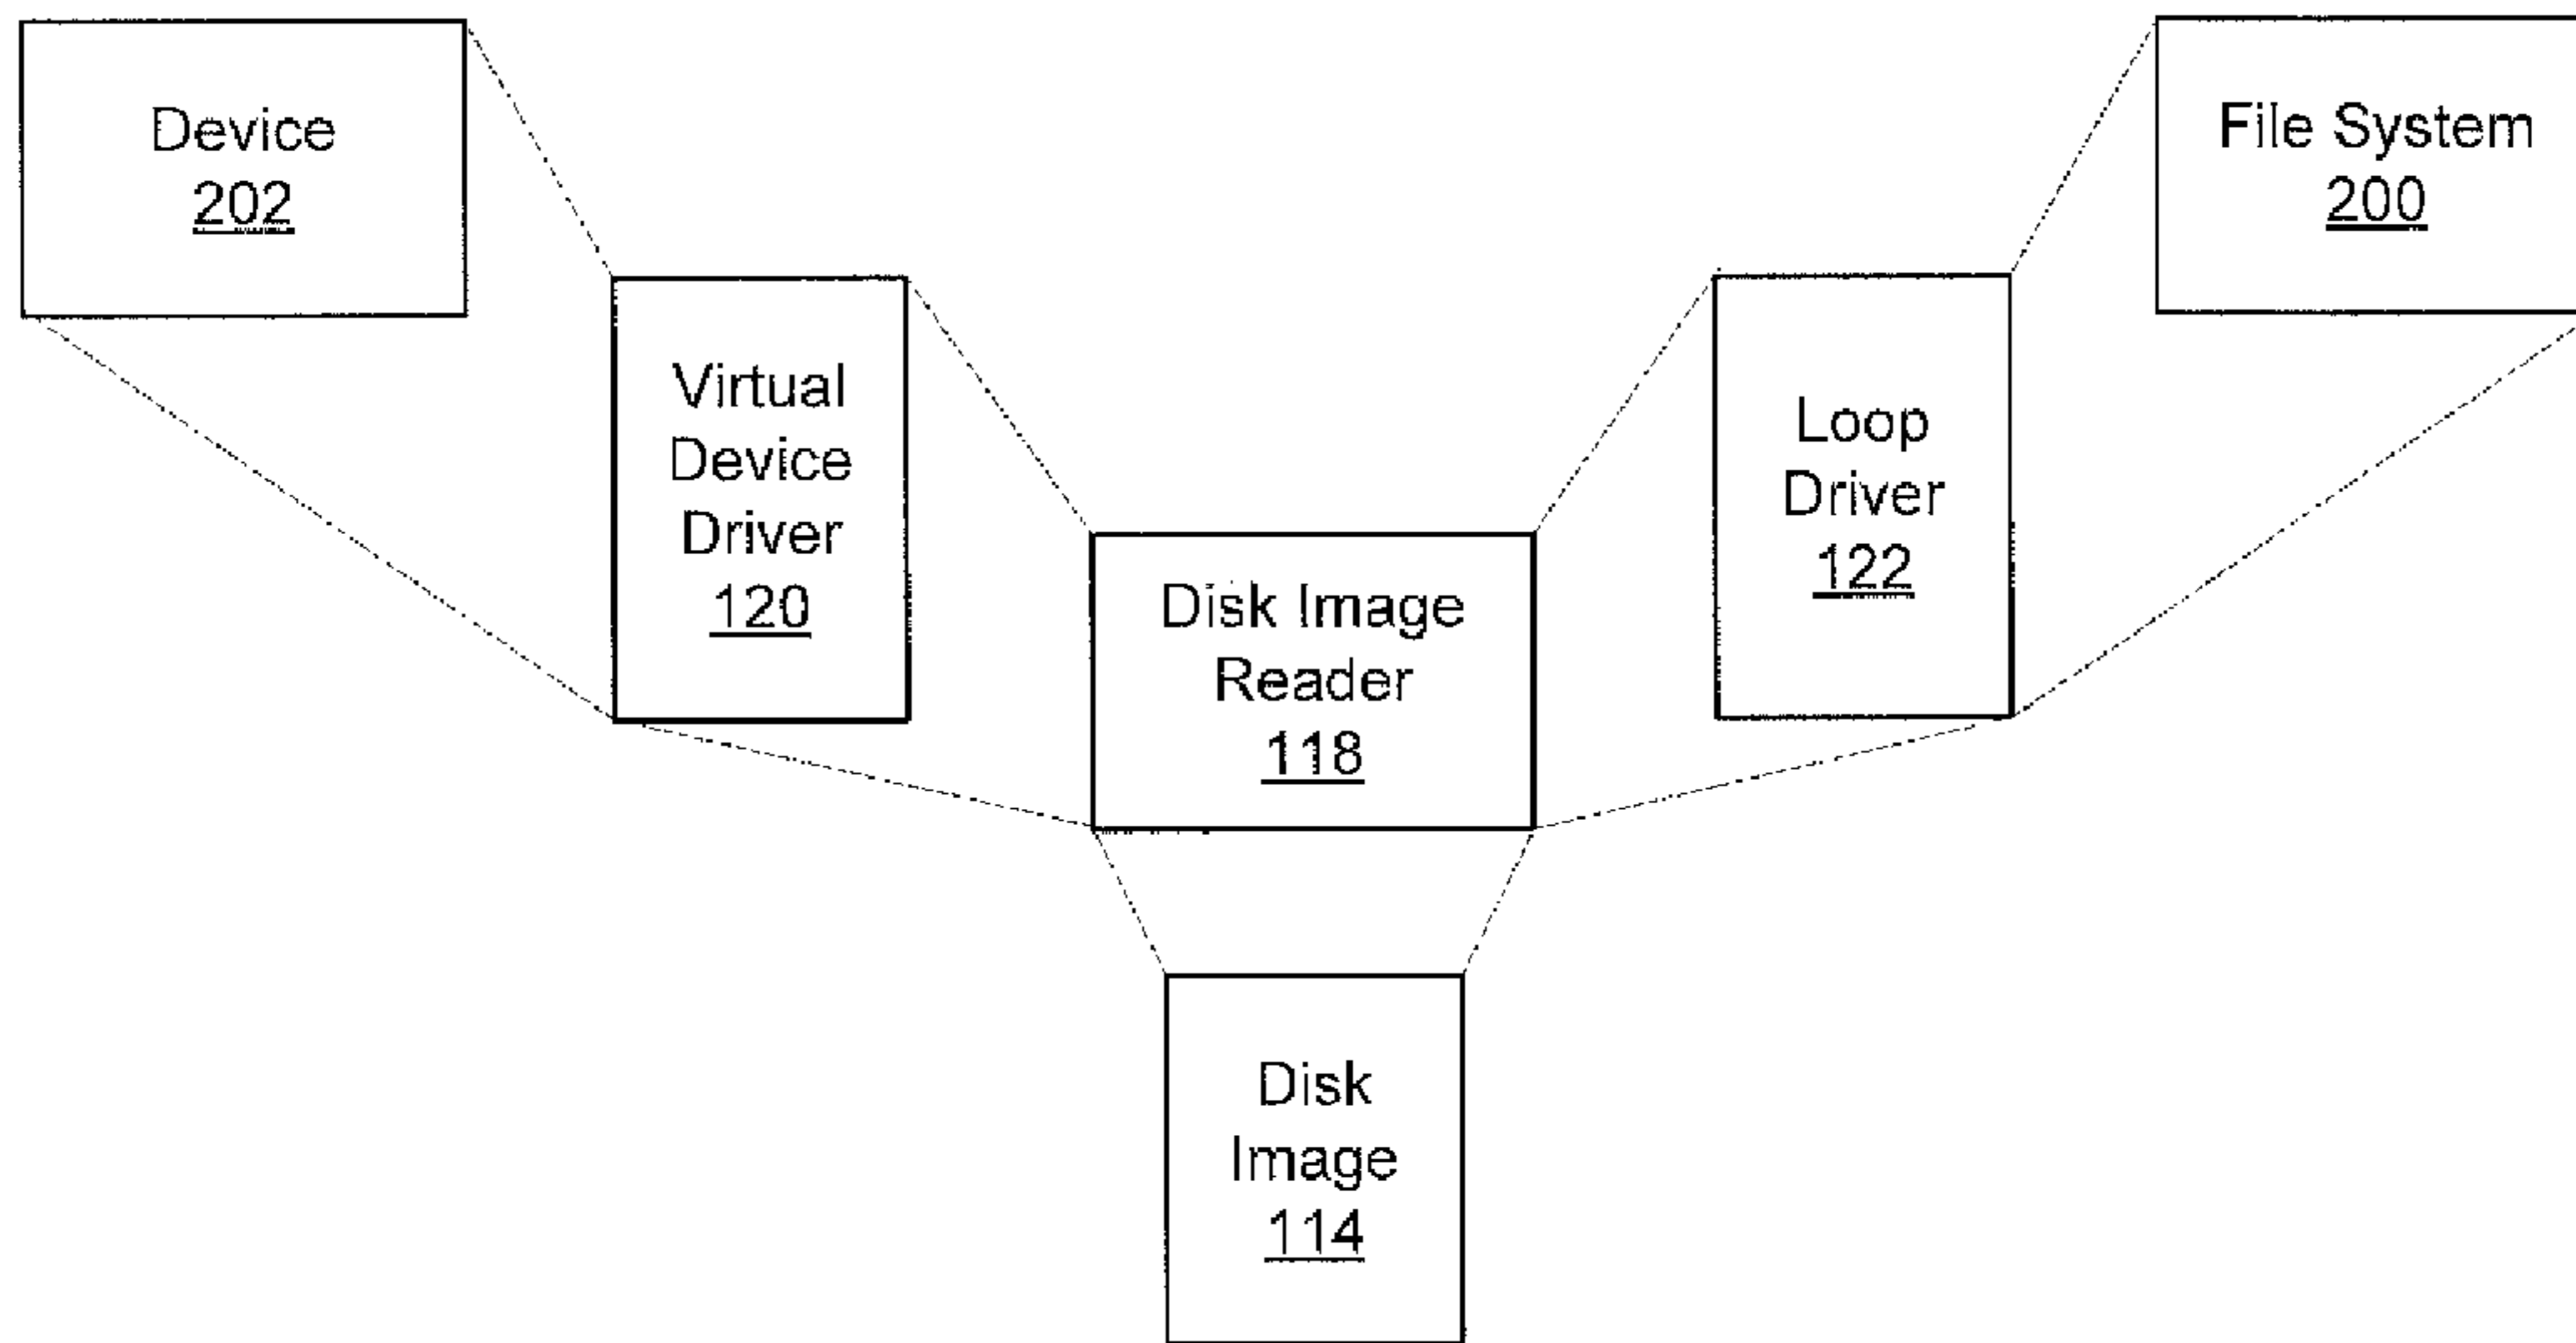 Device
202
File System
200
Virtual
Device
Driver
120
Loop
Driver
122
Disk Image
Reader
118
Disk
Image
114